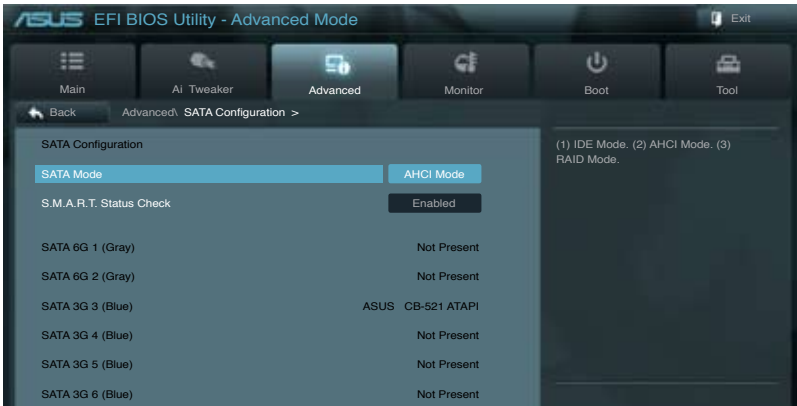 ASUS EFI BIOS Utility - Advanced Mode
Exit
Main
Ai Tweaker
Advanced
Monitor
Boot
Tool
Back
Advanced\ SATA Configuration >
SATA Configuration
SATA Mode AHCI Mode
S.M.A.R.T. Status Check Enabled
SATA 6G 1 (Gray) Not Present
SATA 6G 2 (Gray) Not Present
SATA 3G 3 (Blue) ASUS CB-521 ATAPI
SATA 3G 4 (Blue) Not Present
SATA 3G 5 (Blue) Not Present
SATA 3G 6 (Blue) Not Present
(1) IDE Mode. (2) AHCI Mode. (3)
RAID Mode.